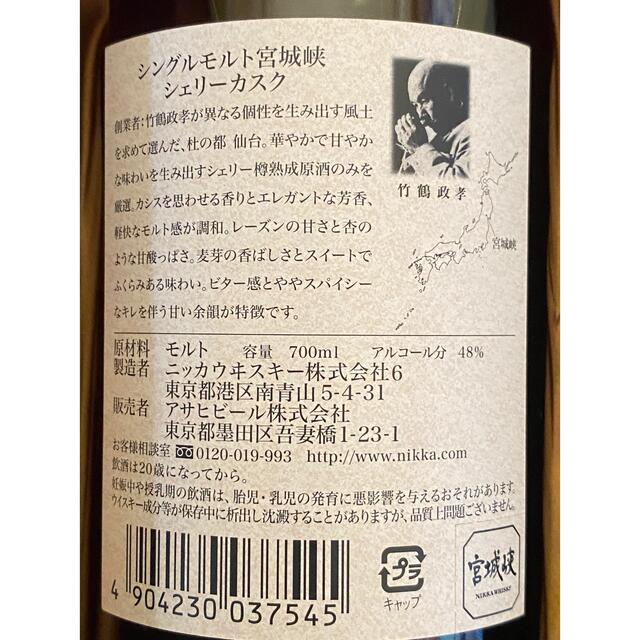 シングルモルト宮城峡
シェリーカスク
創業者:竹鶴政孝が異なる個性を生み出す風土
を求めて選んだ、杜の都 仙台。華やかで甘やか
な味わいを生み出すシェリー樽熟成原酒のみを
厳選。カシスを思わせる香りとエレガントな芳香、
軽快なモルト感が調和。レーズンの甘さと杏の
ような甘酸っぱさ。麦芽の香ばしさとスイートで
ふくらみある味わい。ビター感とややスパイシー
なキレを伴う甘い余韻が特徴です。
竹鶴政孝
宮城峡
原材料 モルト 容量 700ml アルコール分 48%
製造者 ニッカウヰスキー株式会社6
東京都港区南青山5-4-31
販売者 アサヒビール株式会社
東京都墨田区吾妻橋1-23-1
お客様相談室 0120-019-993 http://www.nikka.com
飲酒は20歳になってから。
妊娠中や授乳期の飲酒は、胎児・乳児の発育に悪影響を与えるおそれがあります。
ウイスキー成分等が保存中に析出し沈澱することがありますが、品質上問題ございません。
4 904230 037545
プラ
キャップ
宮城峡
NIKKA WHISKY